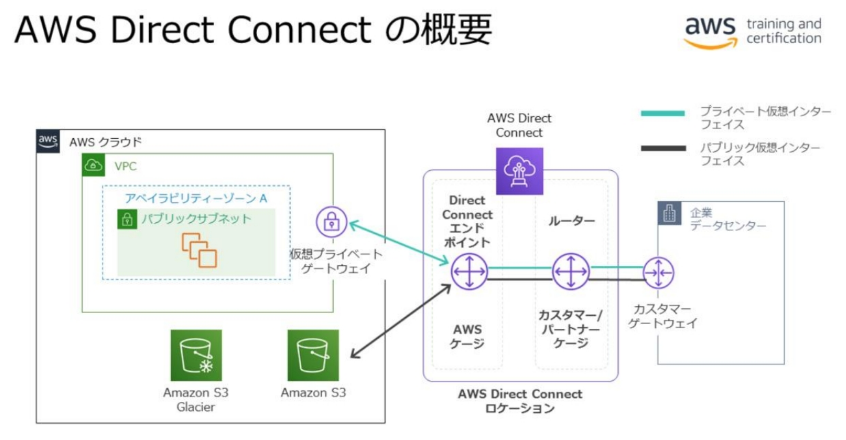 AWS Direct Connect の概要
aws training and
certification
プライベート仮想インター
フェイス
パブリック仮想インター
フェイス
AWS Direct
Connect
aws
AWS クラウド
VPC
アベイラビリティーゾーン A
パブリックサブネット
仮想プライベート
ゲートウェイ
Direct
Connect
エンド
ポイント
ルーター
企業
データセンター
AWS
ケージ
カスタマー/
パートナー
ケージ
カスタマー
ゲートウェイ
Amazon S3
Glacier
Amazon S3
AWS Direct Connect
ロケーション